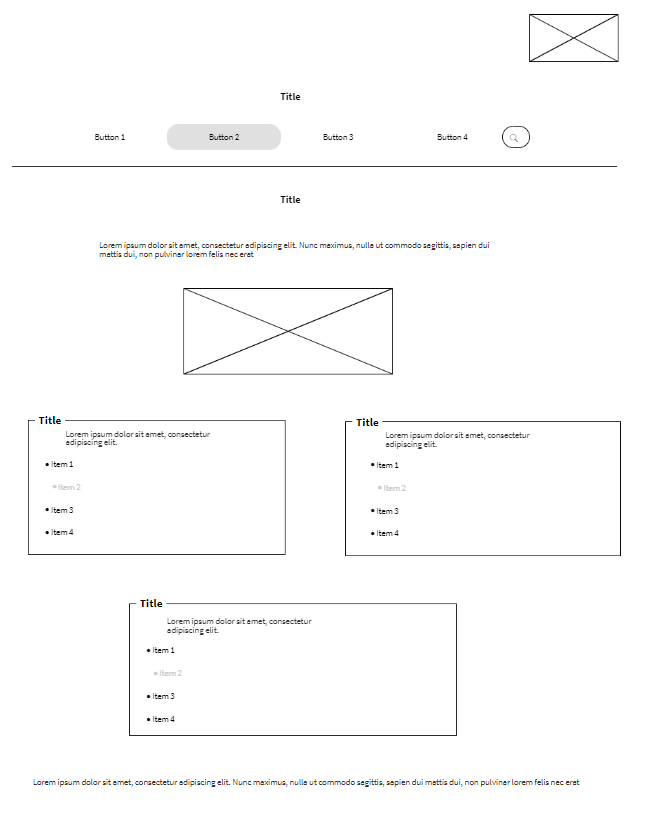 Title
Button 1 Button 2 Button 3 Button 4
Title
Lorem ipsum dolor sit amet, consectetur adipiscing elit. Nunc maximus, nulla ut commodo sagittis, sapien dui
mattis dui, non pulvinar lorem felis nec erat
Title
Lorem ipsum dolor sit amet, consectetur
adipiscing elit.
• Item 1
• Item 2
• Item 3
• Item 4
Title
Lorem ipsum dolor sit amet, consectetur
adipiscing elit.
• Item 1
• Item 2
• Item 3
• Item 4
Title
Lorem ipsum dolor sit amet, consectetur
adipiscing elit.
• Item 1
• Item 2
• Item 3
• Item 4
Lorem ipsum dolor sit amet, consectetur adipiscing elit. Nunc maximus, nulla ut commodo sagittis, sapien dui mattis dui, non pulvinar lorem felis nec erat